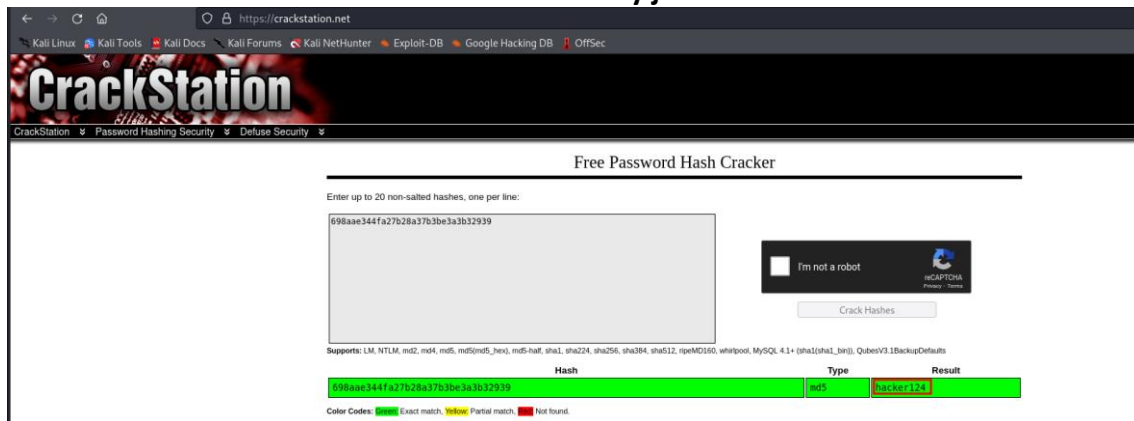 https://crackstation.net
Kali Linux Kali Tools Kali Docs Kali Forums Kali NetHunter Exploit-DB Google Hacking DB OffSec
CrackStation
CrackStation Password Hashing Security Defuse Security
Free Password Hash Cracker
Enter up to 20 non-salted hashes, one per line:
698aae344fa27b28a37b3be3a3b32939
I'm not a robot
reCAPTCHA
Privacy - Terms
Crack Hashes
Supports: LM, NTLM, md2, md4, md5, md5(md5_hex), md5-half, sha1, sha224, sha256, sha384, sha512, ripeMD160, whirlpool, MySQL 4.1+ (sha1(sha1_bin)), QubesV3.1BackupDefaults
Hash Type Result
698aae344fa27b28a37b3be3a3b32939 md5 hacker124
Color Codes: Green: Exact match, Yellow: Partial match, Red: Not found.